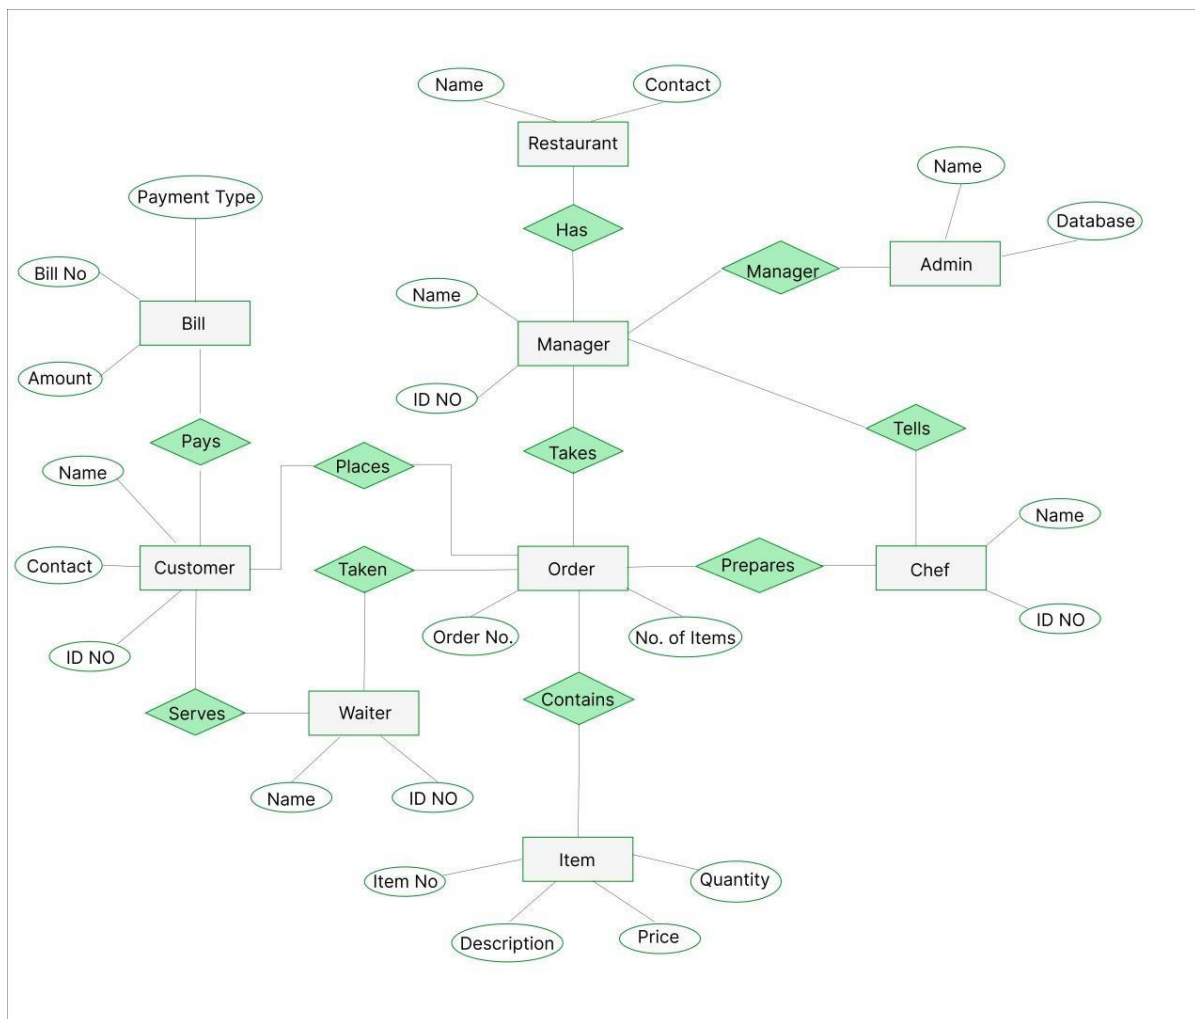 Name
Contact
Restaurant
Name
Payment Type
Database
Has
Manager
Admin
Bill No
Name
Bill
Manager
Amount
ID NO
Tells
Pays
Takes
Places
Name
Name
Contact
Customer
Taken
Order
Prepares
Chef
ID NO
Order No.
No. of Items
ID NO
Serves
Waiter
Contains
Name
ID NO
Item
Item No
Quantity
Description
Price